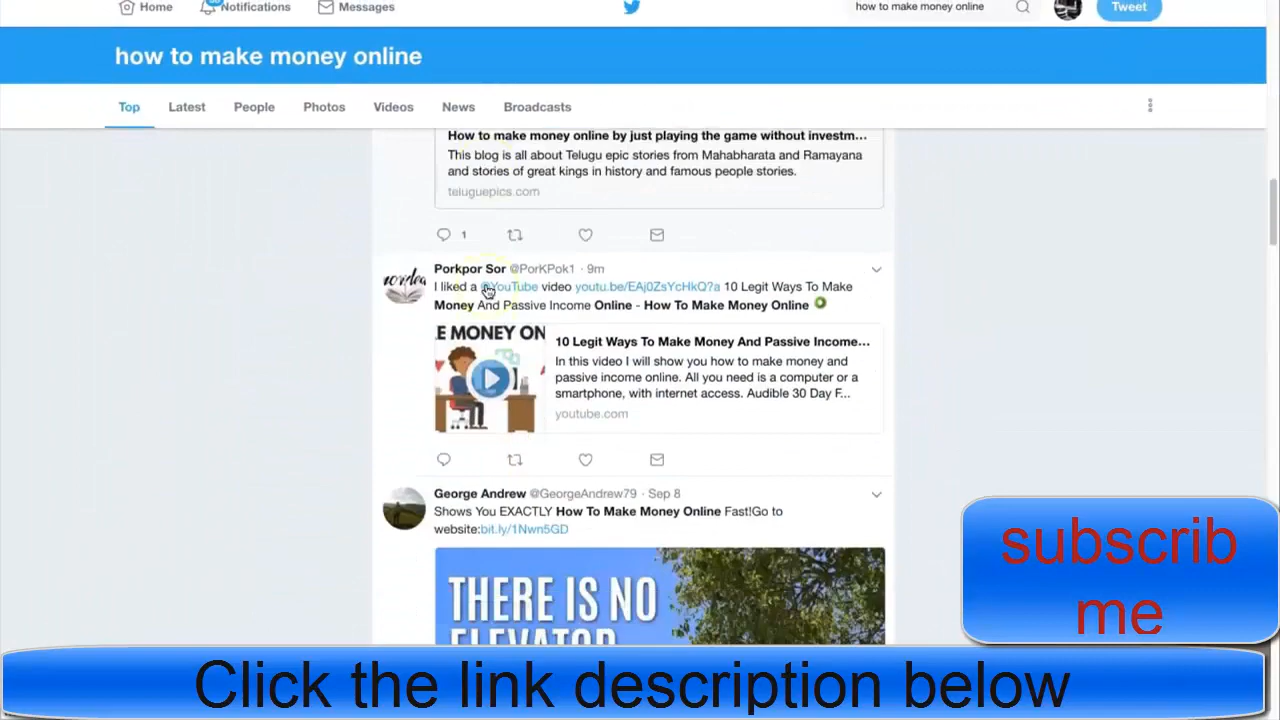 Home
Notifications
Messages
how to make money online
Tweet
how to make money online
Top
Latest
People
Photos
Videos
News
Broadcasts
How to make money online by just playing the game without investm...
This blog is all about Telugu epic stories from Mahabharata and Ramayana
and stories of great kings in history and famous people stories.
teluguepics.com
1
Porkpor Sor @PorKPok1 · 9m
I liked a @YouTube video youtu.be/EAj0ZsYcHkQ?a 10 Legit Ways To Make
Money And Passive Income Online - How To Make Money Online
E MONEY ON
10 Legit Ways To Make Money And Passive Income...
In this video I will show you how to make money and
passive income online. All you need is a computer or a
smartphone, with internet access. Audible 30 Day F...
youtube.com
George Andrew @GeorgeAndrew79 · Sep 8
Shows You EXACTLY How To Make Money Online Fast!Go to
website:bit.ly/1Nwn5GD
THERE IS NO
ELEVATOR
subscrib
me
Click the link description below